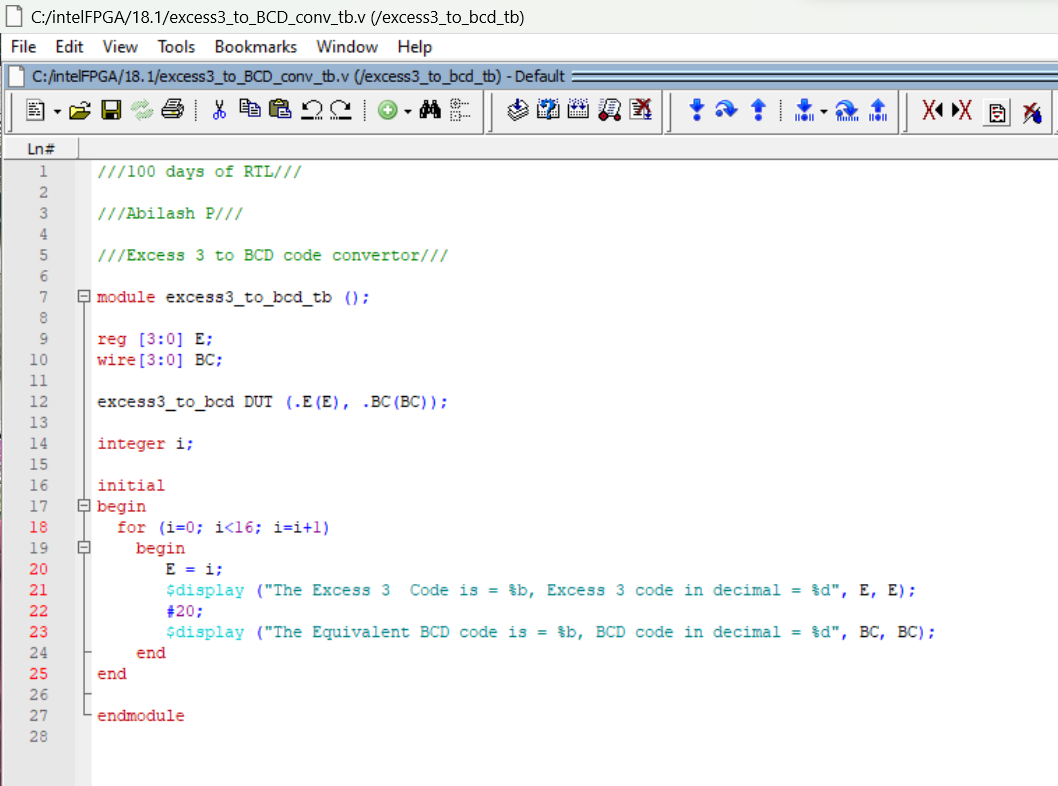 C:/intelFPGA/18.1/excess3_to_BCD_conv_tb.v (/excess3_to_bcd_tb)
File Edit View Tools Bookmarks Window Help
C:/intelFPGA/18.1/excess3_to_BCD_conv_tb.v (/excess3_to_bcd_tb) - Default
Ln#
1 ///100 days of RTL///
2
3 ///Abilash P///
4
5 ///Excess 3 to BCD code convertor///
6
7 module excess3_to_bcd_tb ();
8
9 reg [3:0] E;
10 wire[3:0] BC;
11
12 excess3_to_bcd DUT (.E(E), .BC(BC));
13
14 integer i;
15
16 initial
17 begin
18 for (i=0; i<16; i=i+1)
19 begin
20 E = i;
21 $display ("The Excess 3  Code is = %b, Excess 3 code in decimal = %d", E, E);
22 #20;
23 $display ("The Equivalent BCD code is = %b, BCD code in decimal = %d", BC, BC);
24 end
25 end
26
27 endmodule
28